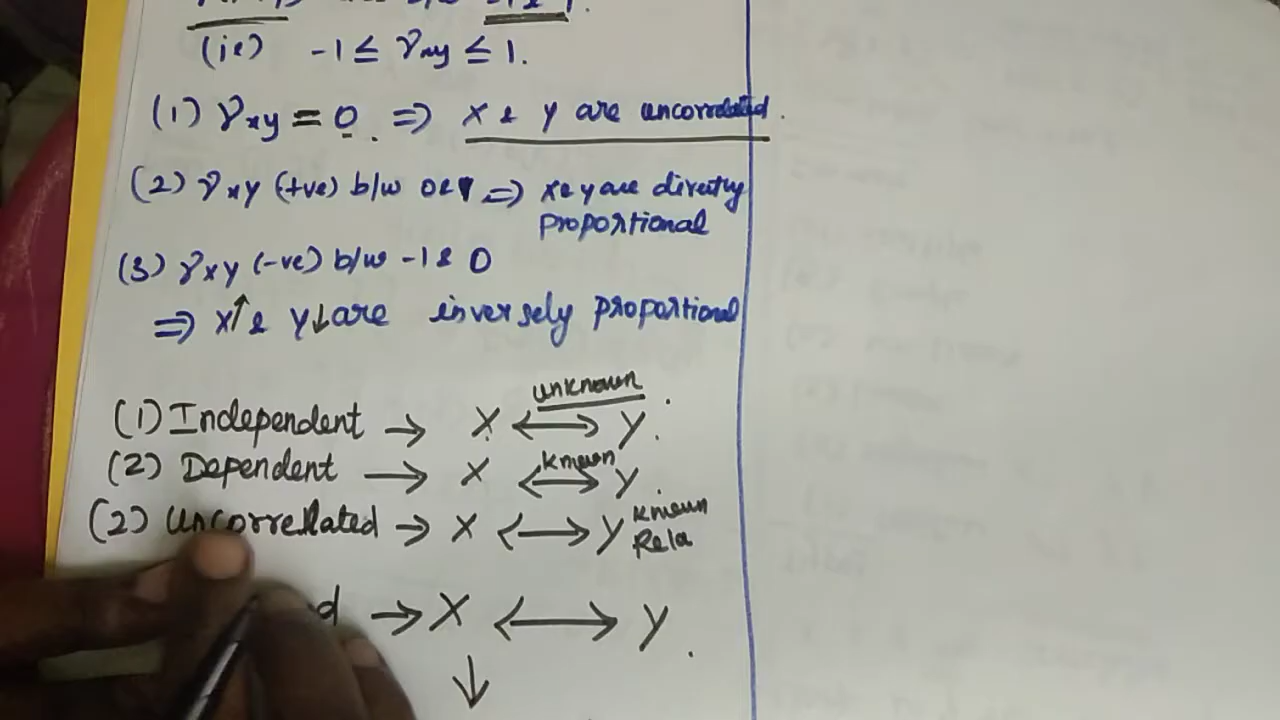 (ie) -1 ≤ γxy ≤ 1.
(1) γxy = 0 . ⇒ X & Y are uncorrelated.
(2) γxy (+ve) b/w 0 & 1 ⇒ X & Y are directly
proportional
(3) γxy (-ve) b/w -1 & 0
⇒ X↑ & Y↓ are inversely proportional
unknown
(1) Independent → X ⟷ Y.
known
(2) Dependent → X ⟷ Y.
(2) Uncorrelated → X ⟷ Y known
Rela
→ X ⟷ Y.
↓